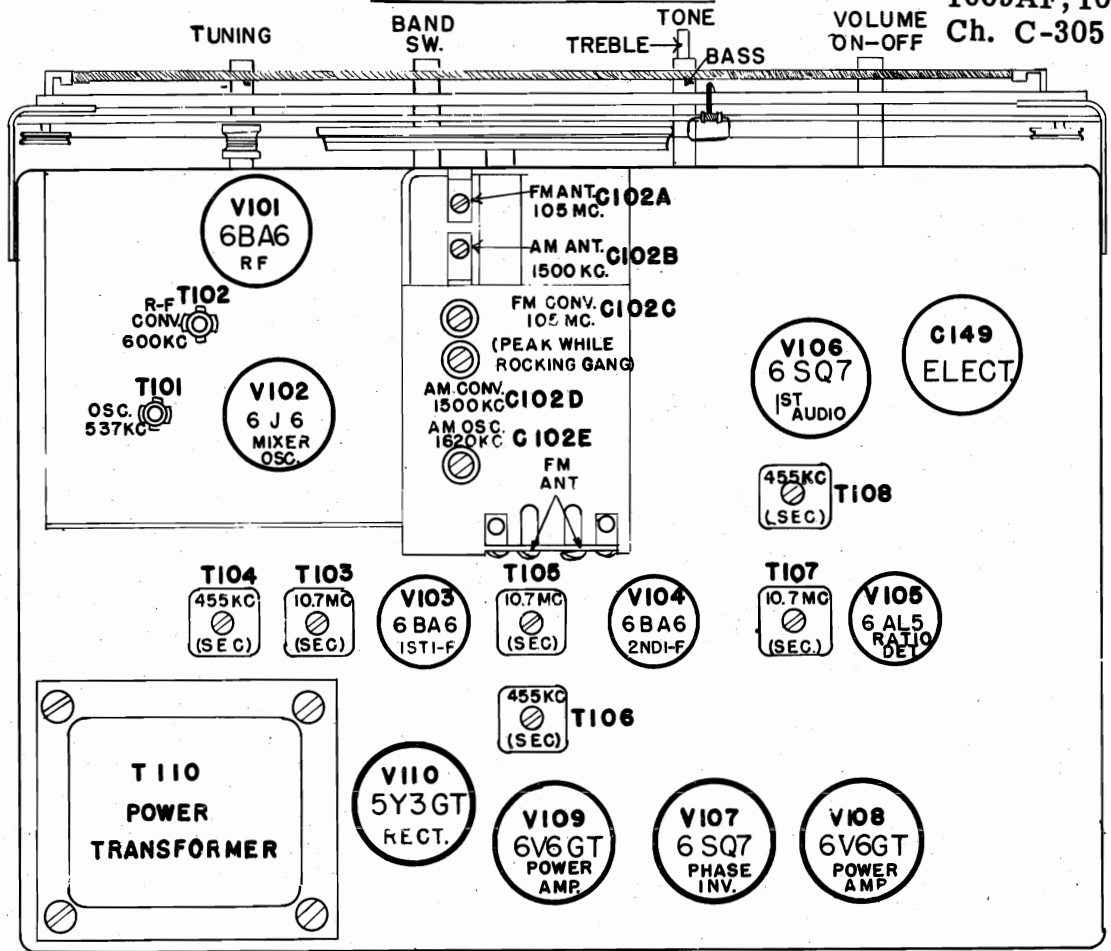 1005AF, 10
Ch. C-305
TUNING
BAND
SW.
TONE
TREBLE
BASS
VOLUME
ON-OFF
V101
6BA6
RF
FM ANT.
105 MC.
C102A
AM ANT.
1500 KC.
C102B
T102
R-F
CONV.
600KC
FM CONV.
105 MC.
C102C
(PEAK WHILE
ROCKING GANG)
T101
OSC.
537KC
V102
6J6
MIXER
OSC.
AM CONV.
1500KC
C102D
AM OSC.
1620KC
C102E
FM
ANT
V106
6SQ7
1ST
AUDIO
C149
ELECT.
455KC
(SEC)
T108
T104
455KC
(SEC)
T103
10.7MC
(SEC)
V103
6BA6
1ST I-F
T105
10.7MC
(SEC)
V104
6BA6
2ND I-F
T107
10.7MC
(SEC.)
V105
6AL5
RATIO
DET
455KC
(SEC)
T106
T110
POWER
TRANSFORMER
V110
5Y3GT
RECT.
V109
6V6GT
POWER
AMP.
V107
6SQ7
PHASE
INV.
V108
6V6GT
POWER
AMP